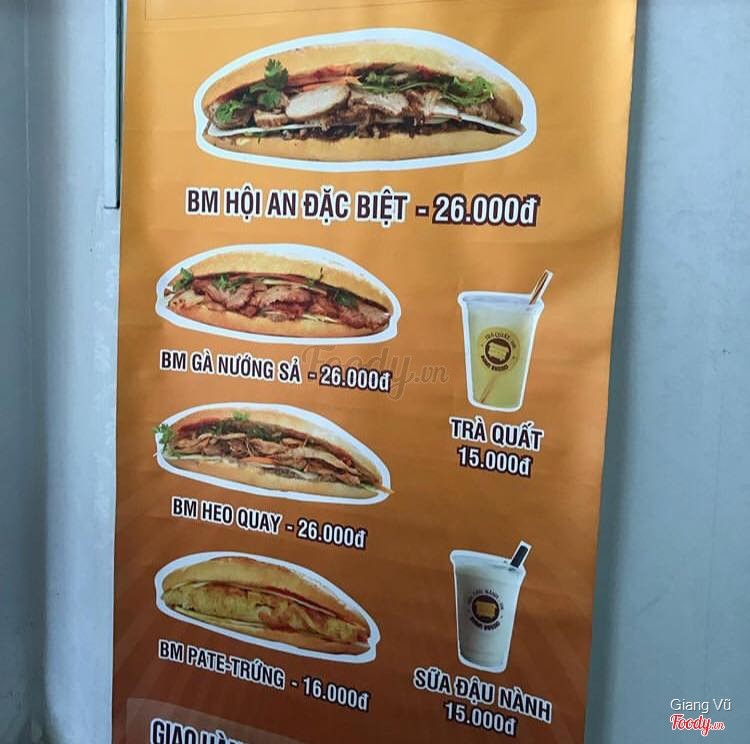 BM HỘI AN ĐẶC BIỆT - 26.000đ
BM GÀ NƯỚNG SẢ - 26.000đ
TRÀ QUẤT
15.000đ
BM HEO QUAY - 26.000đ
BM PATE-TRỨNG - 16.000đ
SỮA ĐẬU NÀNH
15.000đ
GIAO HÀN
Foody.vn
Giang Vũ
Foody.vn